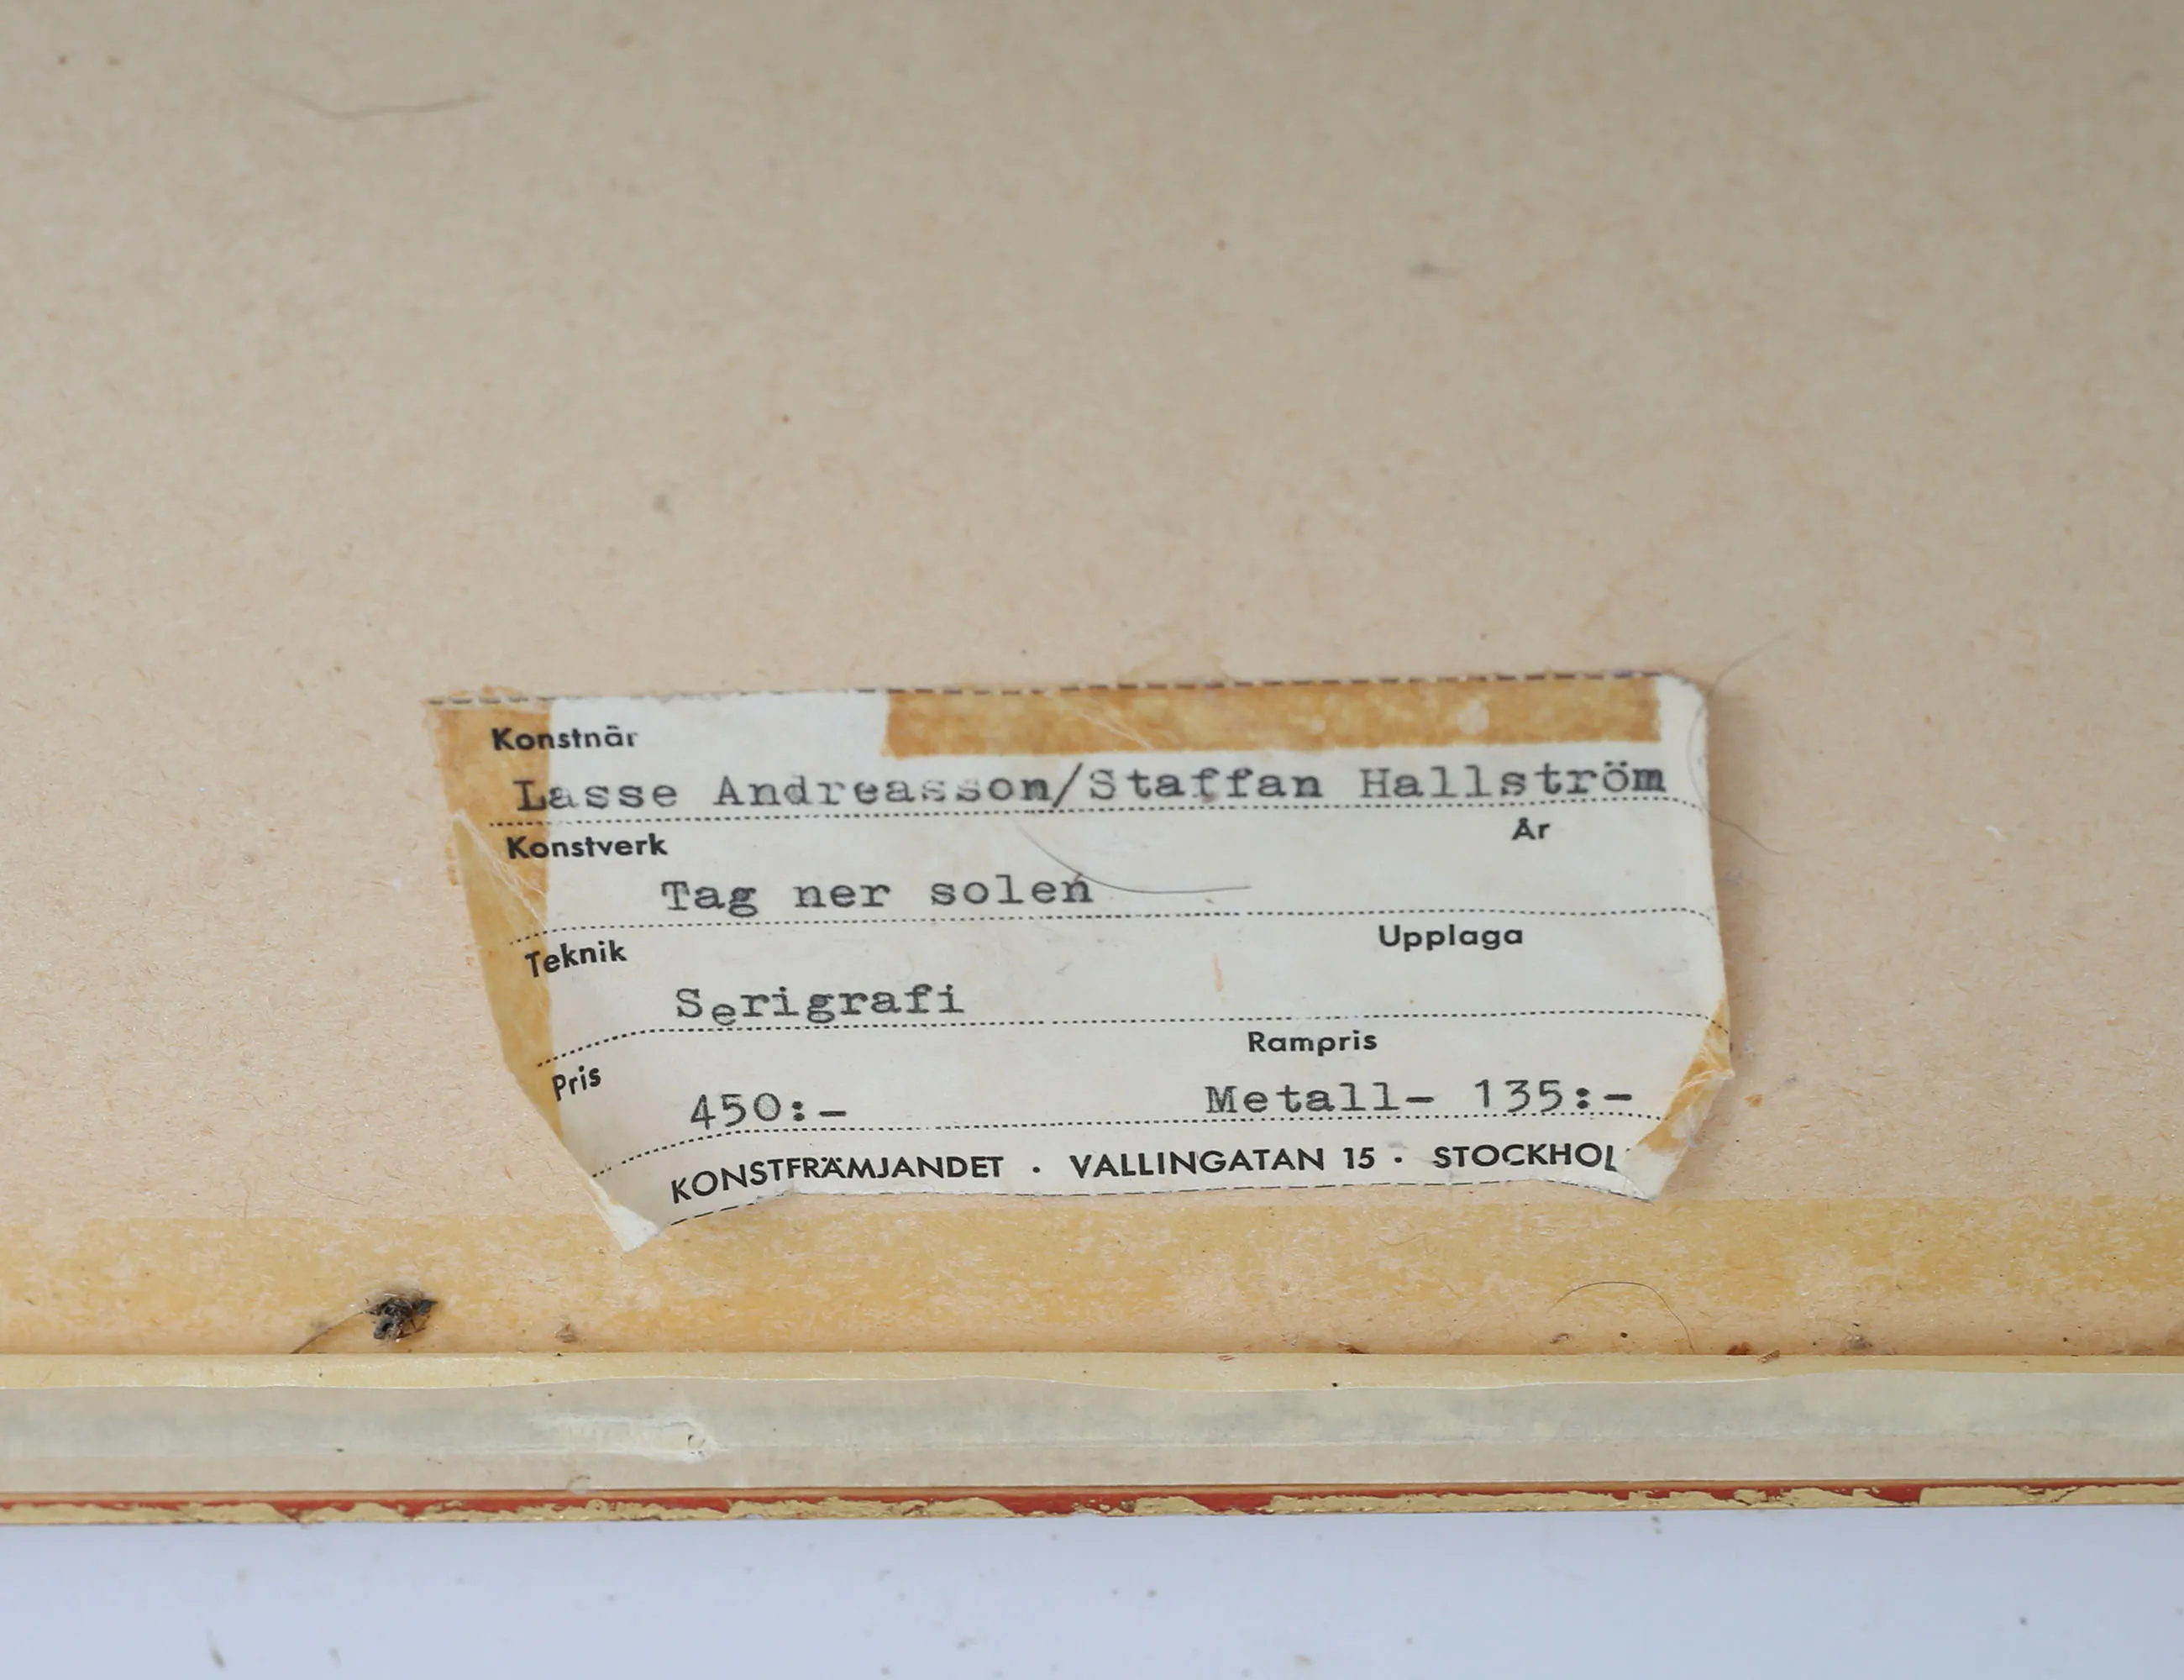 Konstnär
Lasse Andreasson/Staffan Hallström
Konstverk År
Tag ner solen
Teknik Upplaga
Serigrafi
Pris Rampris
450:- Metall- 135:-
KONSTFRÄMJANDET · VALLINGATAN 15 · STOCKHOL